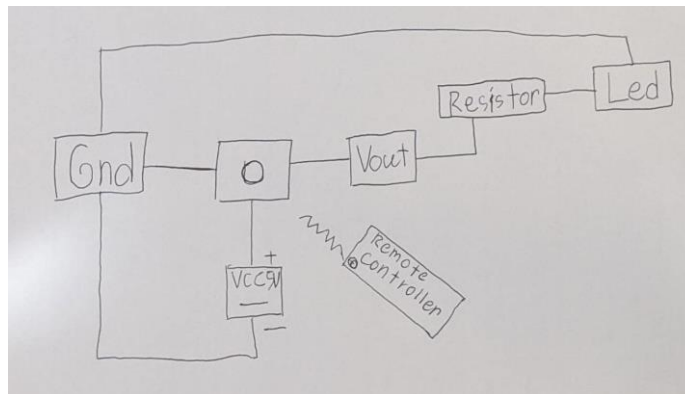 Resistor
Led
Gnd
O
Vout
+
VCC9V
—
Remote
controller